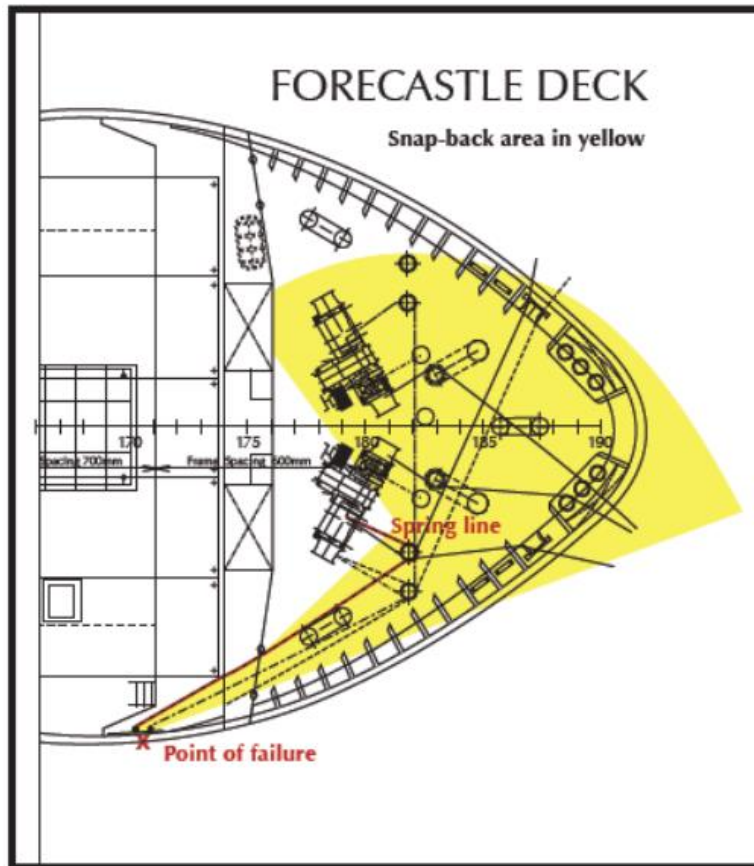 FORECASTLE DECK
Snap-back area in yellow
170
175
180
185
190
Spacing 700mm
Frame Spacing 600mm
Spring line
X
Point of failure